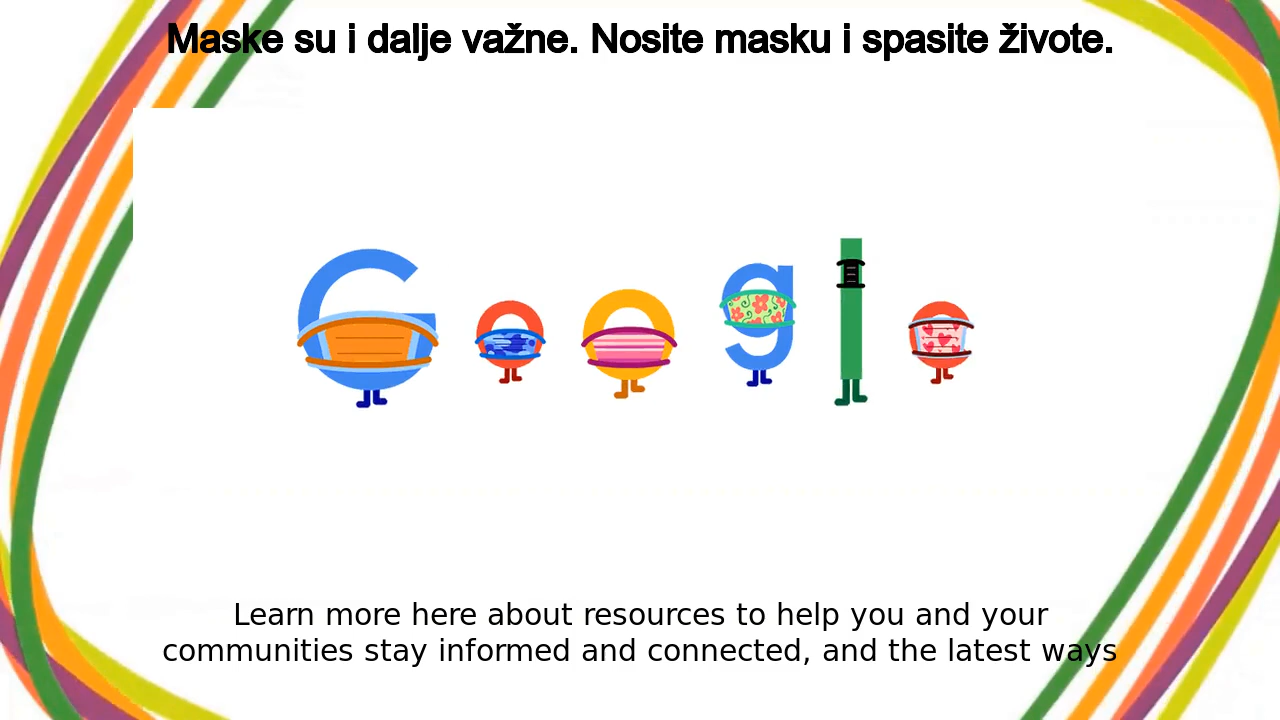 Maske su i dalje važne. Nosite masku i spasite živote.
Google
Learn more here about resources to help you and your
communities stay informed and connected, and the latest ways